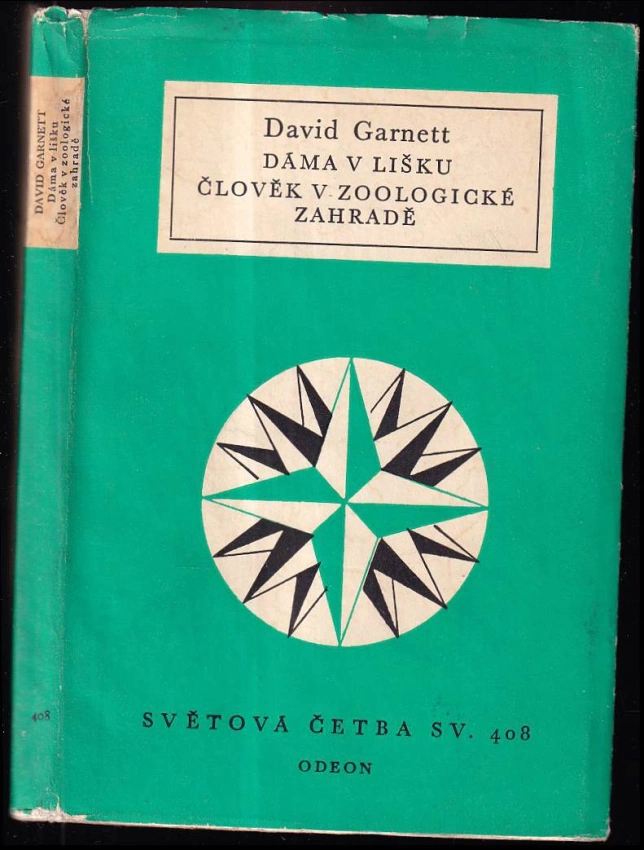 David Garnett
DÁMA V LIŠKU
ČLOVĚK V ZOOLOGICKÉ
ZAHRADĚ
SVĚTOVÁ ČETBA SV. 408
ODEON
DAVID GARNETT
Dáma v lišku
Člověk v zoologické
zahradě
408